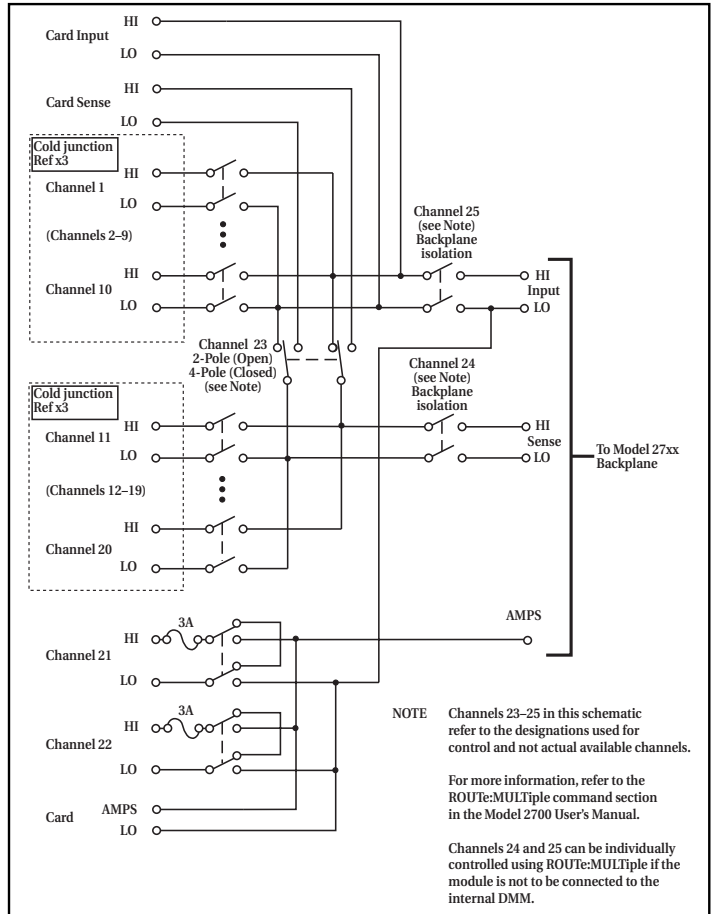 HI
Card Input
LO
HI
Card Sense
LO
Cold junction
Ref x3
HI
Channel 1
LO
(Channels 2–9)
HI
Channel 10
LO
Channel 25
(see Note)
Backplane
isolation
HI
Input
LO
Channel 23
2-Pole (Open)
4-Pole (Closed)
(see Note)
Channel 24
(see Note)
Backplane
isolation
Cold junction
Ref x3
HI
Channel 11
LO
(Channels 12–19)
HI
Channel 20
LO
HI
Sense
LO
To Model 27xx
Backplane
AMPS
3A
HI
Channel 21
LO
3A
HI
Channel 22
LO
AMPS
Card
LO
NOTE Channels 23–25 in this schematic
refer to the designations used for
control and not actual available channels.
For more information, refer to the
ROUTe:MULTiple command section
in the Model 2700 User's Manual.
Channels 24 and 25 can be individually
controlled using ROUTe:MULTiple if the
module is not to be connected to the
internal DMM.